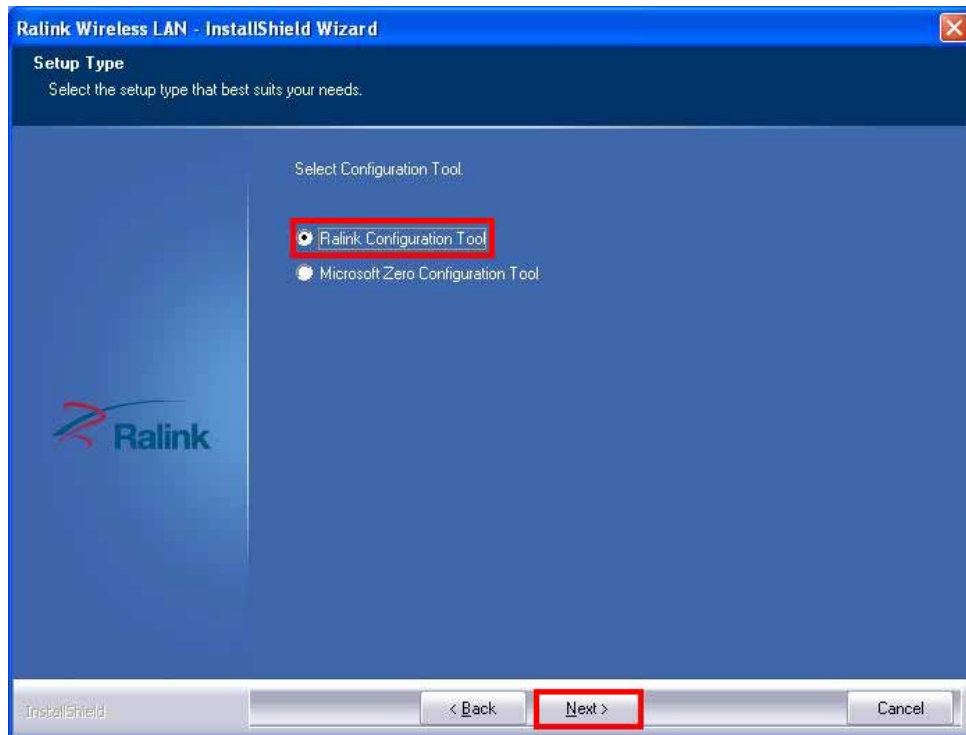 Ralink Wireless LAN - InstallShield Wizard
Setup Type
Select the setup type that best suits your needs.
Select Configuration Tool.
Ralink Configuration Tool
Microsoft Zero Configuration Tool
Ralink
InstallShield
< Back
Next >
Cancel